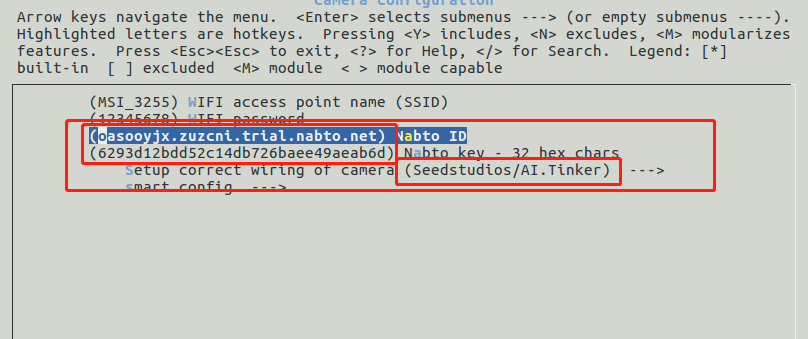 Camera Configuration
Arrow keys navigate the menu.  <Enter> selects submenus ---> (or empty submenus ----).
Highlighted letters are hotkeys.  Pressing <Y> includes, <N> excludes, <M> modularizes
features.  Press <Esc><Esc> to exit, <?> for Help, </> for Search.  Legend: [*]
built-in  [ ] excluded  <M> module  < > module capable
(MSI_3255) WIFI access point name (SSID)
(12345678) WIFI password
(oasooyjx.zuzcni.trial.nabto.net) Nabto ID
(6293d12bdd52c14db726baee49aeab6d) Nabto key - 32 hex chars
Setup correct wiring of camera (Seedstudios/AI.Tinker)  --->
smart config  --->